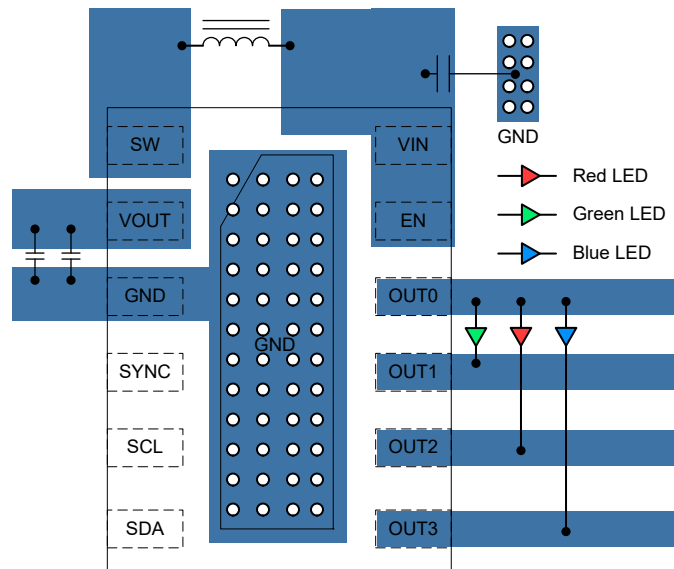 GND
SW
VIN
Red LED
VOUT
EN
Green LED
Blue LED
GND
OUT0
GND
SYNC
OUT1
SCL
OUT2
SDA
OUT3